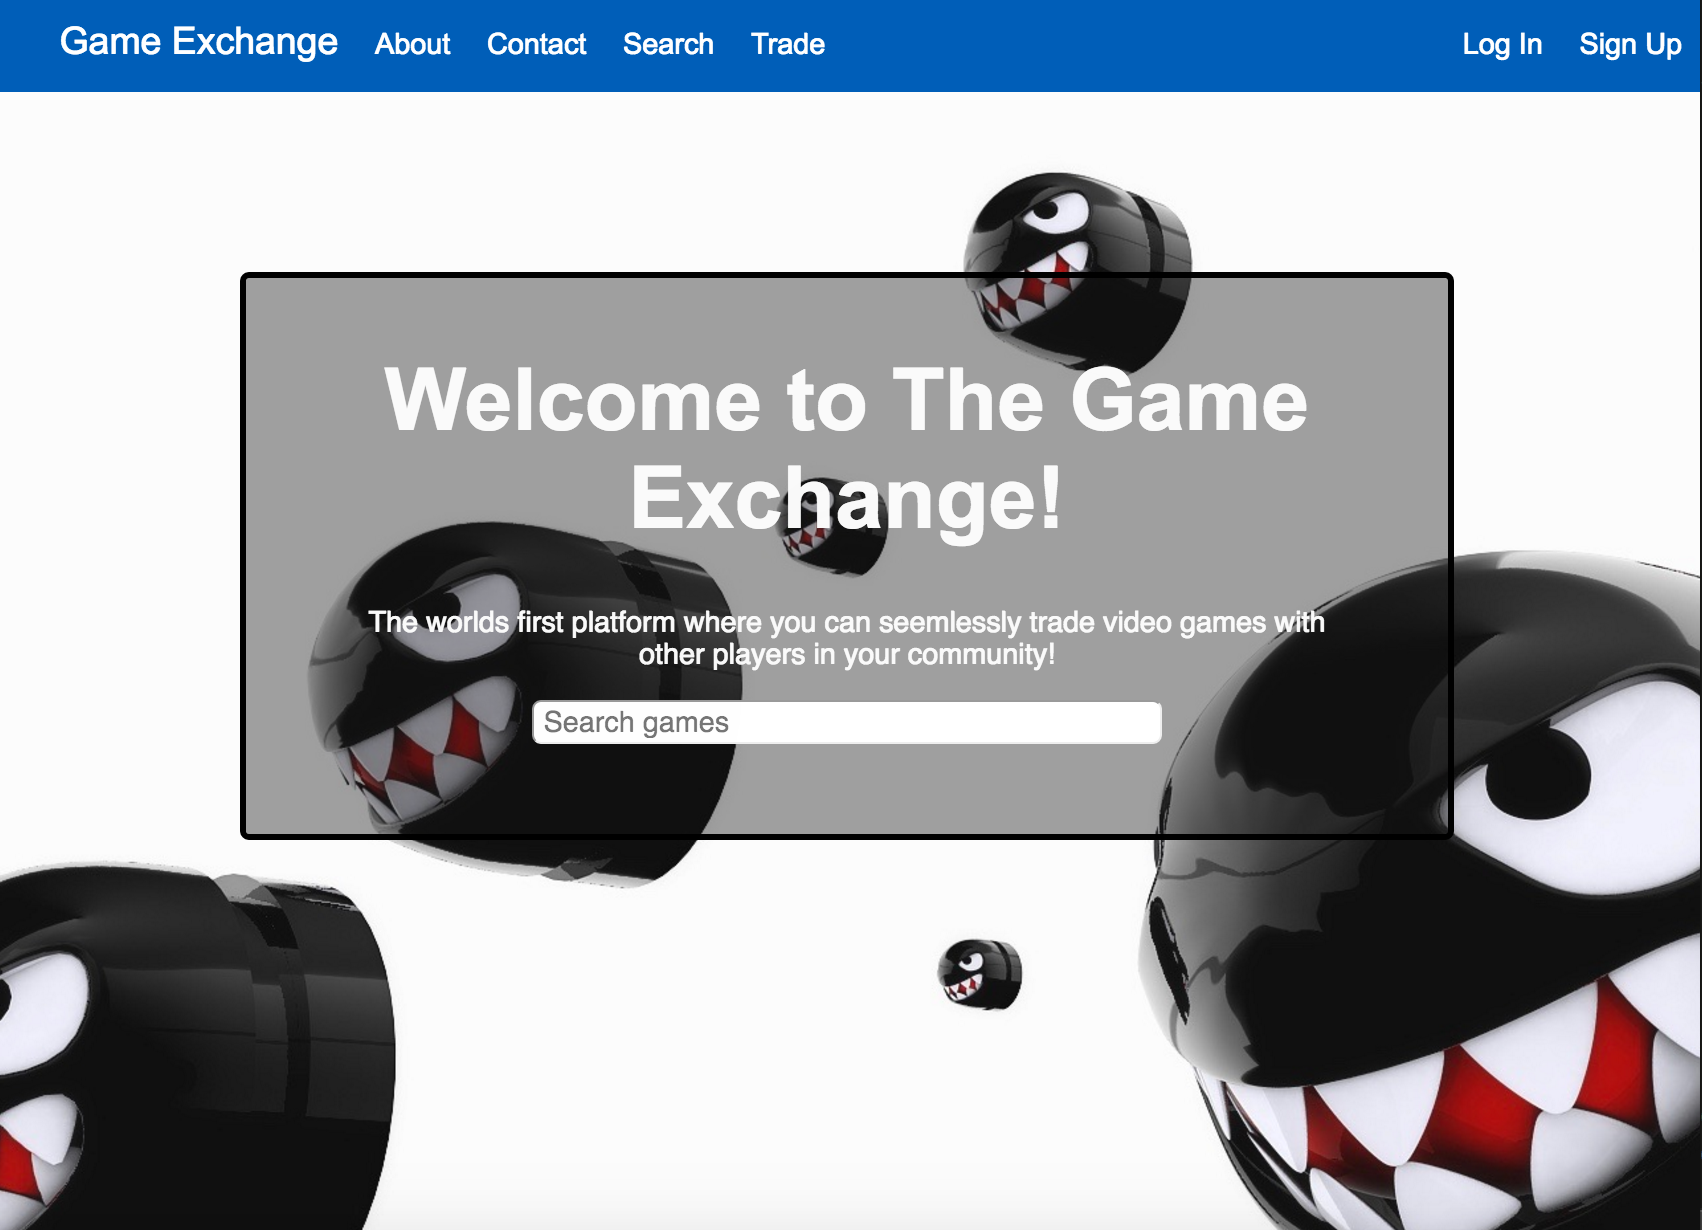 Game Exchange About Contact Search Trade Log In Sign Up
Welcome to The Game
Exchange!
The worlds first platform where you can seemlessly trade video games with
other players in your community!
Search games